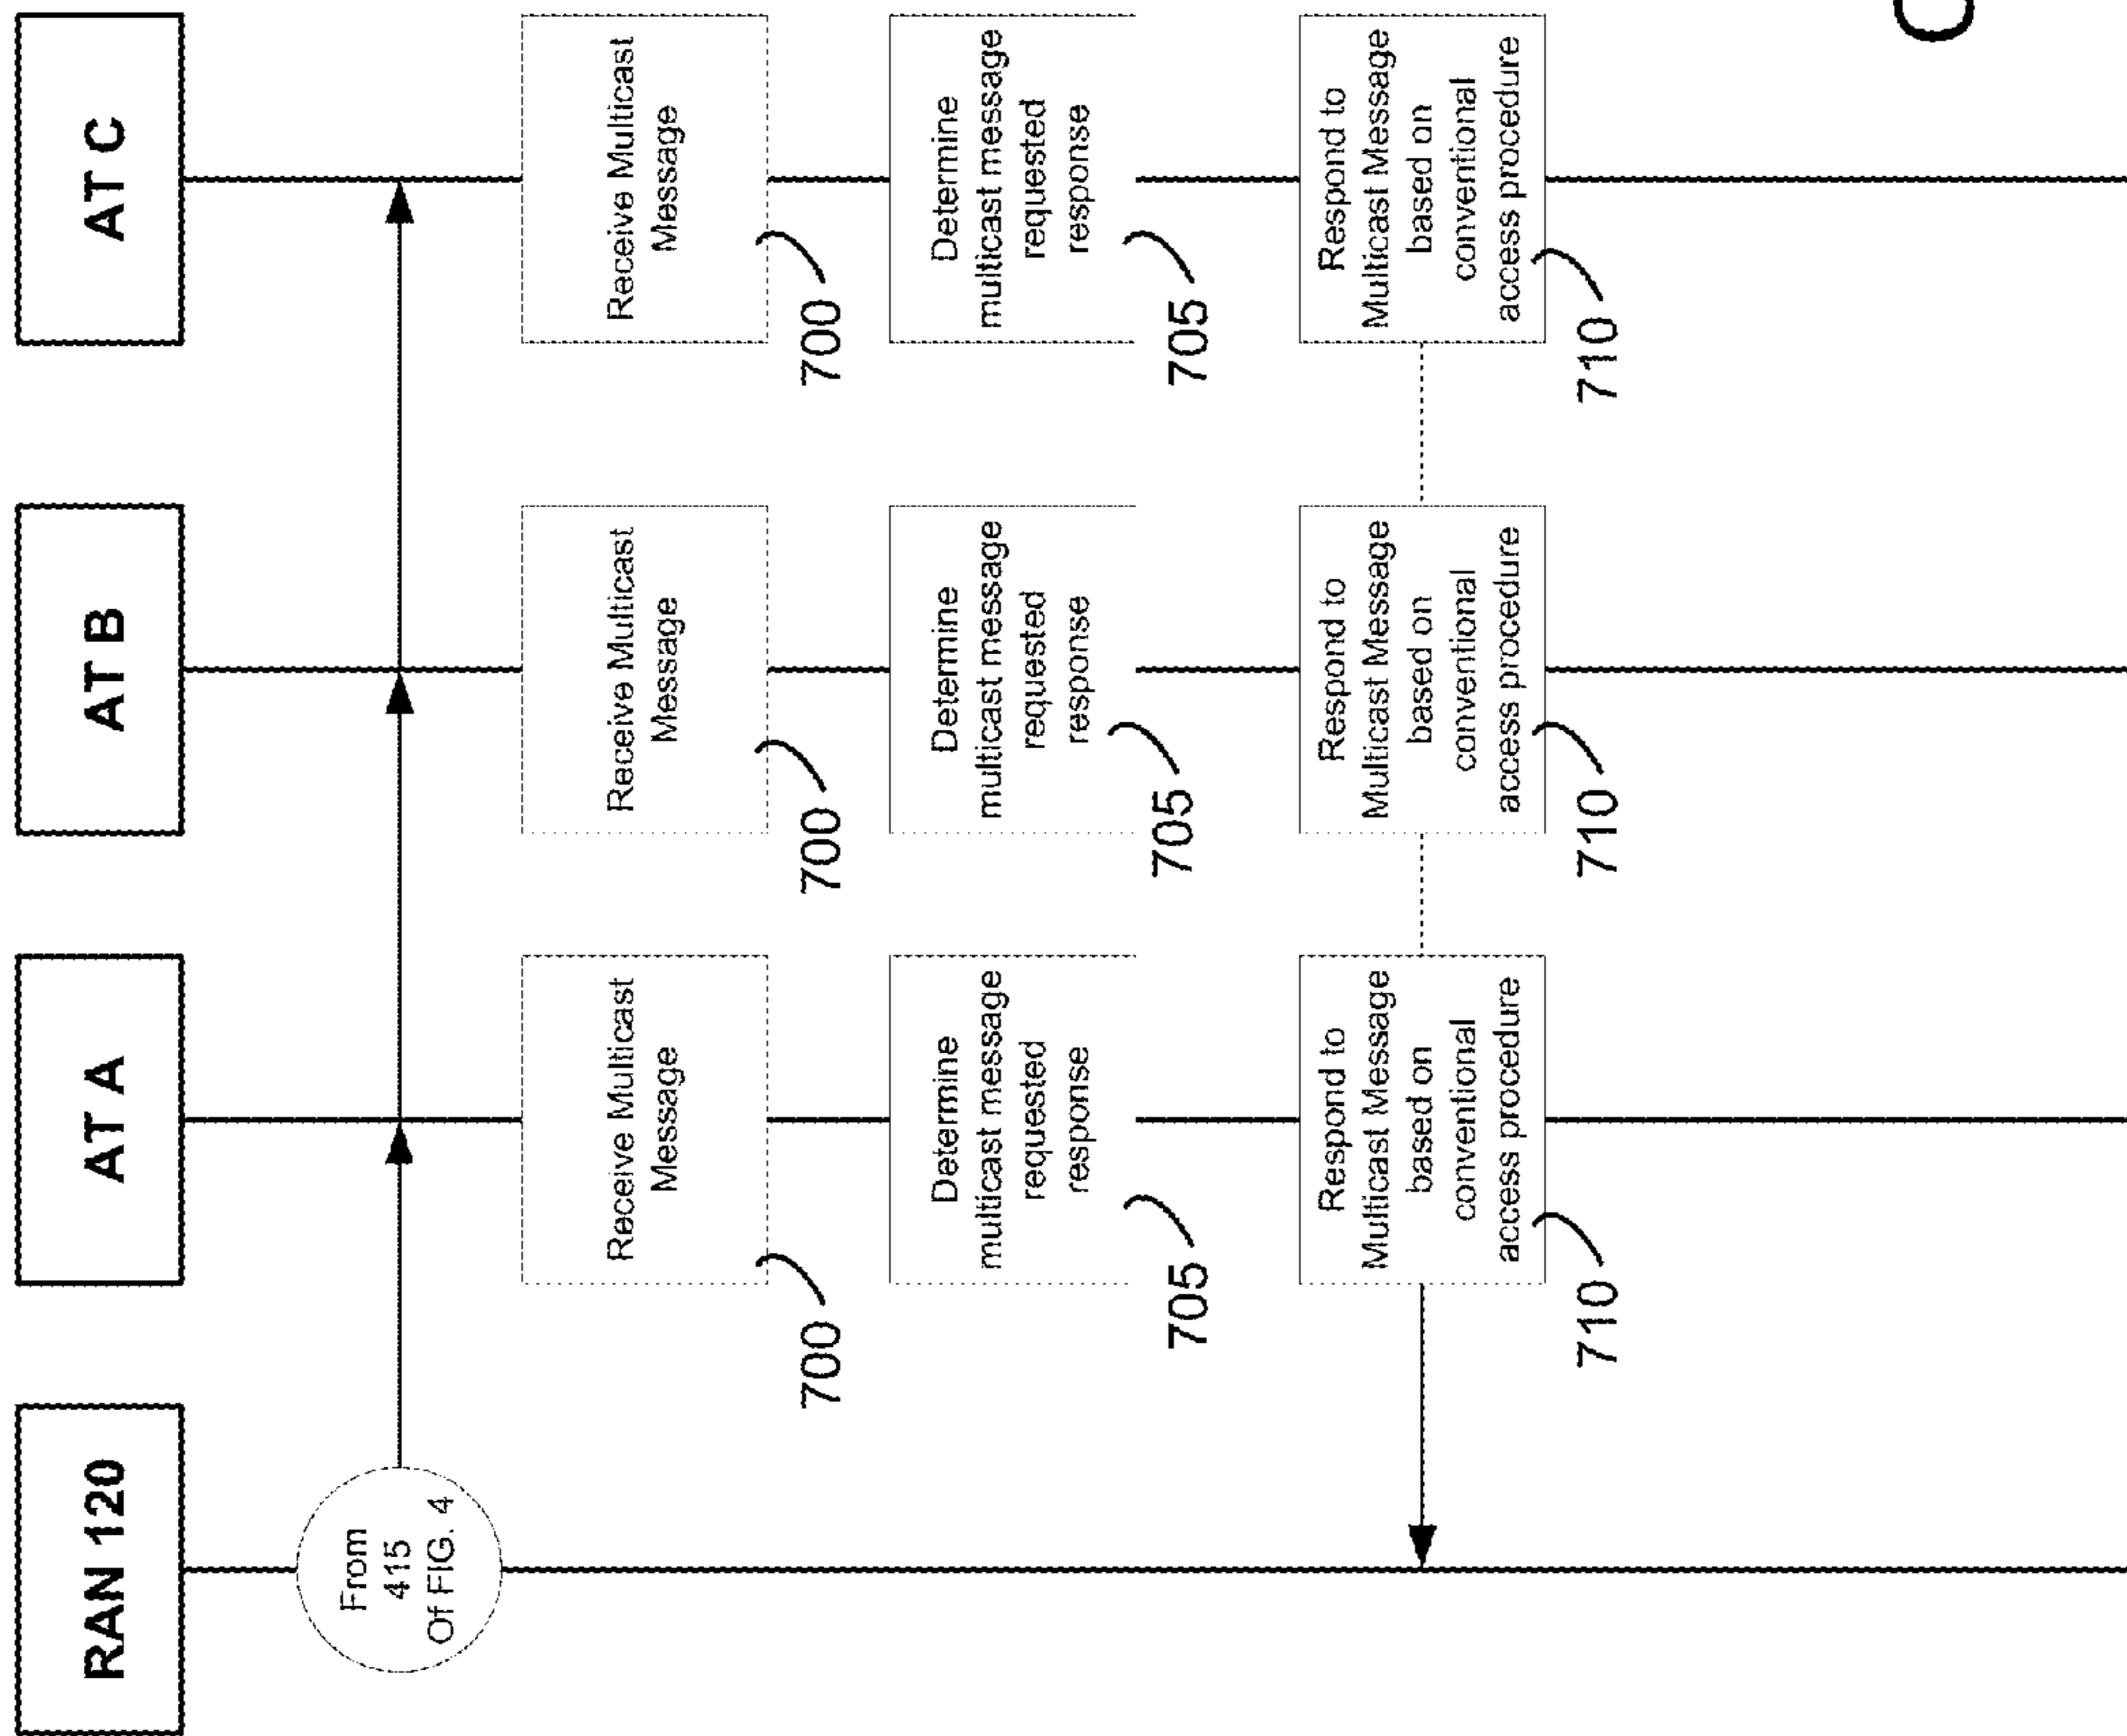 RAN 120
AT A
AT B
AT C
From
415
Of FIG. 4
Receive Multicast
Message
700
Receive Multicast
Message
700
Receive Multicast
Message
700
Determine
multicast message
requested
response
705
Determine
multicast message
requested
response
705
Determine
multicast message
requested
response
705
Respond to
Multicast Message
based on
conventional
access procedure
710
Respond to
Multicast Message
based on
conventional
access procedure
710
Respond to
Multicast Message
based on
conventional
access procedure
710